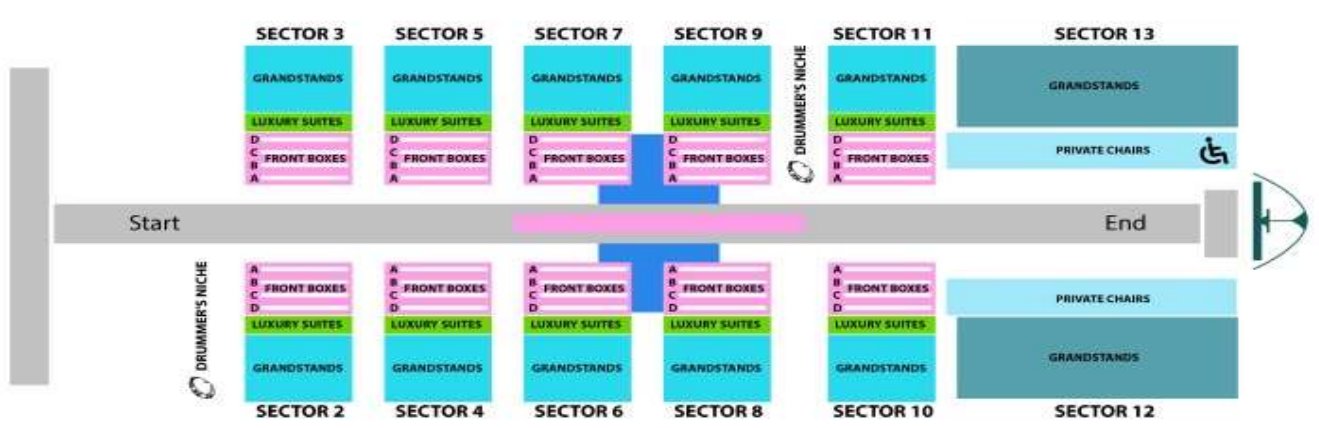 SECTOR 3 SECTOR 5 SECTOR 7 SECTOR 9 SECTOR 11 SECTOR 13
GRANDSTANDS GRANDSTANDS GRANDSTANDS GRANDSTANDS DRUMMER'S NICHE GRANDSTANDS GRANDSTANDS
LUXURY SUITES LUXURY SUITES LUXURY SUITES LUXURY SUITES LUXURY SUITES
D D D D D
C FRONT BOXES C FRONT BOXES C FRONT BOXES C FRONT BOXES C FRONT BOXES PRIVATE CHAIRS
B B B B B
A A A A A
Start End
A A A A A
B FRONT BOXES B FRONT BOXES B FRONT BOXES B FRONT BOXES B FRONT BOXES PRIVATE CHAIRS
C C C C C
D D D D D
LUXURY SUITES LUXURY SUITES LUXURY SUITES LUXURY SUITES LUXURY SUITES
DRUMMER'S NICHE GRANDSTANDS GRANDSTANDS GRANDSTANDS GRANDSTANDS GRANDSTANDS GRANDSTANDS
SECTOR 2 SECTOR 4 SECTOR 6 SECTOR 8 SECTOR 10 SECTOR 12